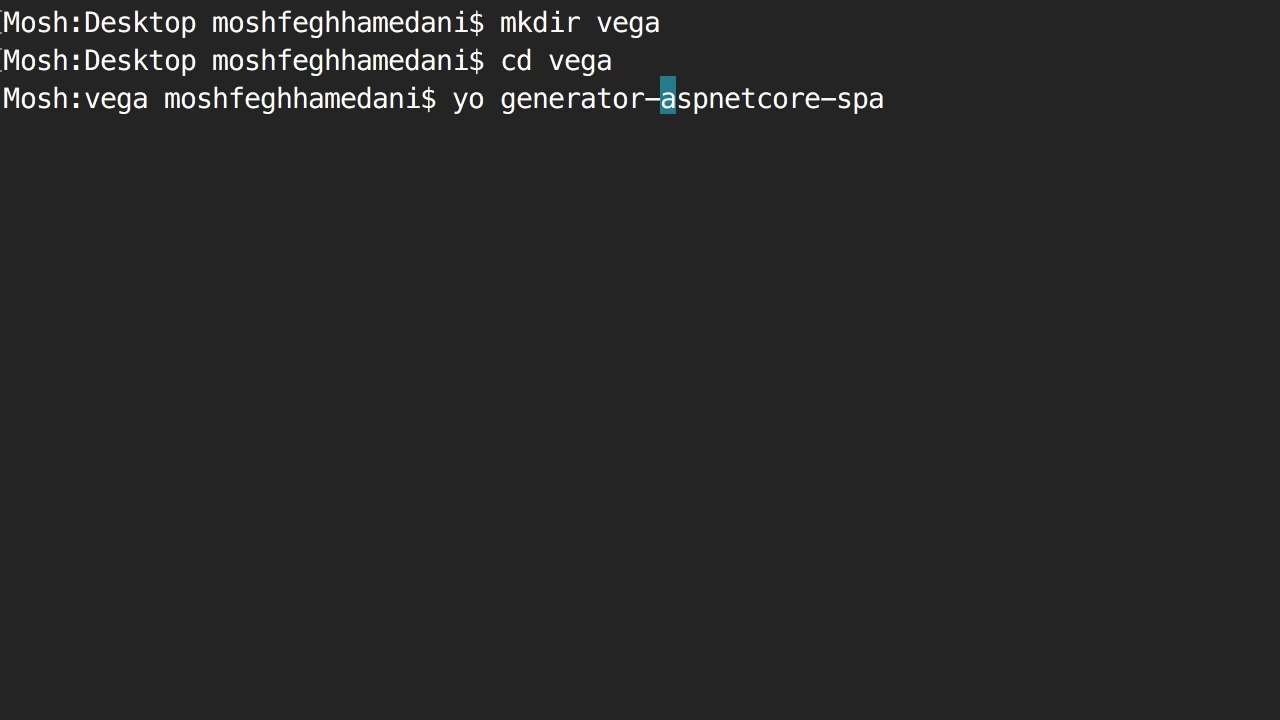 Mosh:Desktop moshfeghhamedani$ mkdir vega
Mosh:Desktop moshfeghhamedani$ cd vega
Mosh:vega moshfeghhamedani$ yo generator-aspnetcore-spa